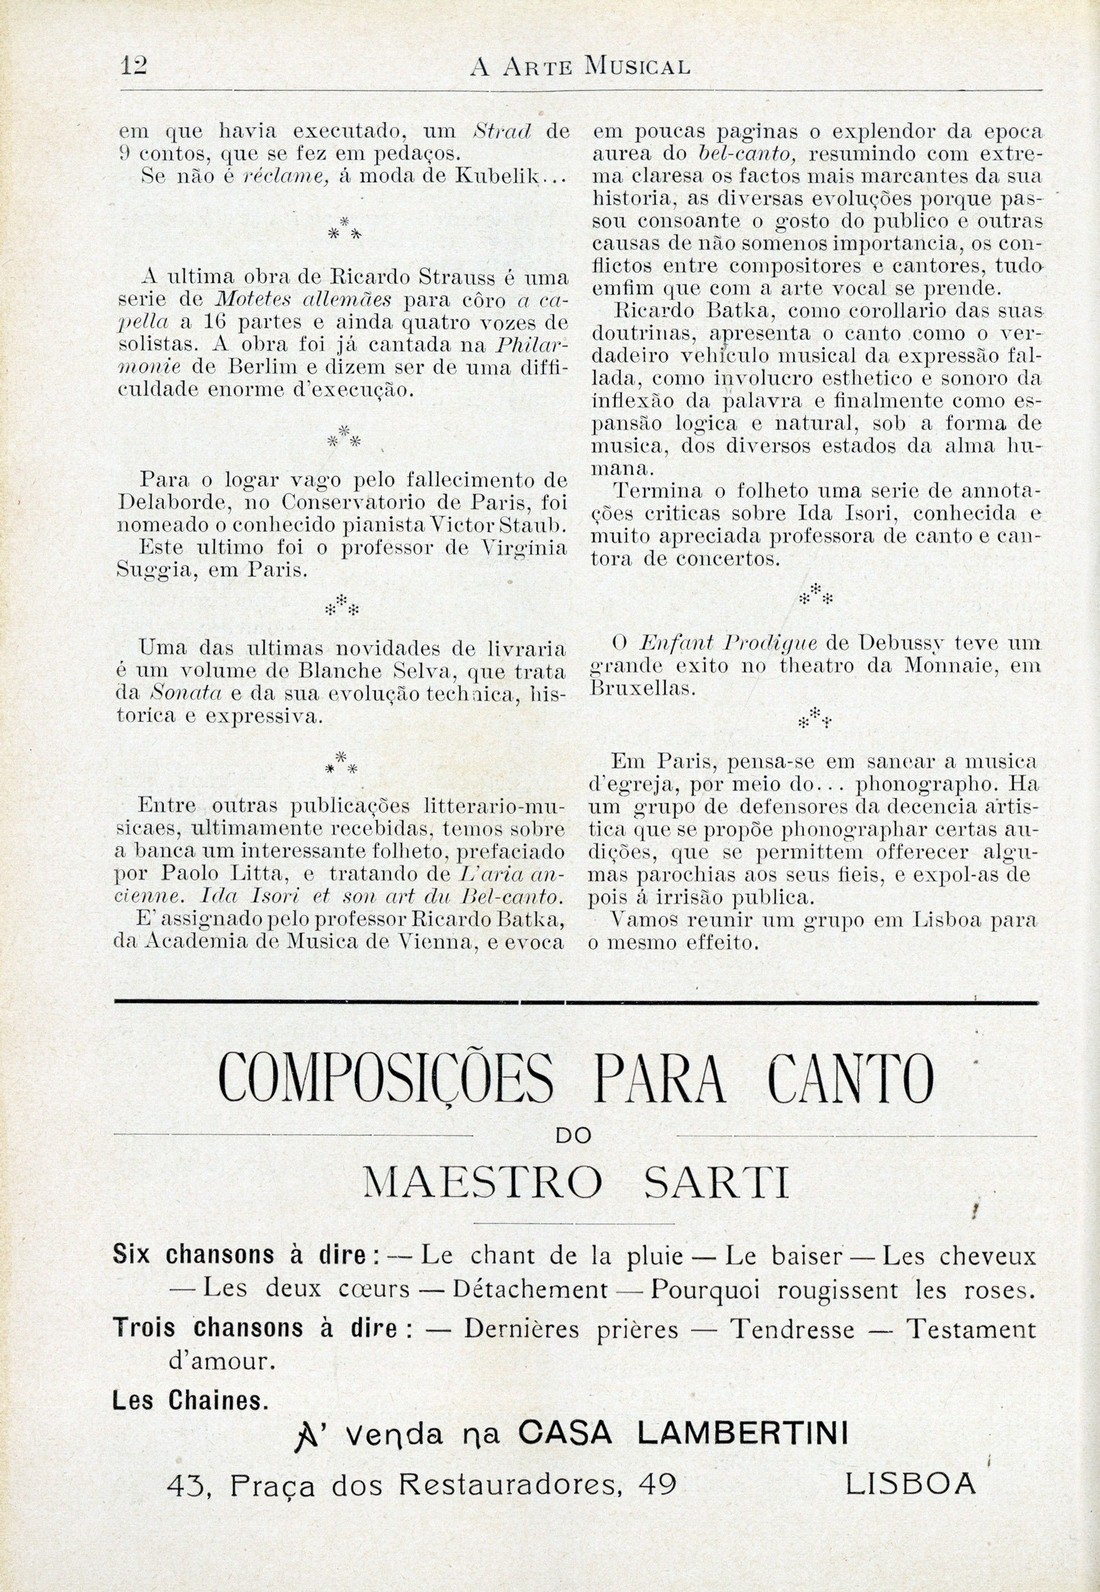 12
A ARTE MUSICAL
em que havia executado, um Strad de
9 contos, que se fez em pedaços.
Se não é réclame, á moda de Kubelik...
***
A ultima obra de Ricardo Strauss é uma
serie de Motetes allemães para côro a ca-
pella a 16 partes e ainda quatro vozes de
solistas. A obra foi já cantada na Philar-
monie de Berlim e dizem ser de uma diffi-
culdade enorme d'execução.
***
Para o logar vago pelo fallecimento de
Delaborde, no Conservatorio de Paris, foi
nomeado o conhecido pianista Victor Staub.
Este ultimo foi o professor de Virginia
Suggia, em Paris.
***
Uma das ultimas novidades de livraria
é um volume de Blanche Selva, que trata
da Sonata e da sua evolução technica, his-
torica e expressiva.
***
Entre outras publicações litterario-mu-
sicaes, ultimamente recebidas, temos sobre
a banca um interessante folheto, prefaciado
por Paolo Litta, e tratando de L'aria an-
cienne. Ida Isori et son art du Bel-canto.
E' assignado pelo professor Ricardo Batka,
da Academia de Musica de Vienna, e evoca
em poucas paginas o explendor da epoca
aurea do bel-canto, resumindo com extre-
ma claresa os factos mais marcantes da sua
historia, as diversas evoluções porque pas-
sou consoante o gosto do publico e outras
causas de não somenos importancia, os con-
flictos entre compositores e cantores, tudo
emfim que com a arte vocal se prende.
Ricardo Batka, como corollario das suas
doutrinas, apresenta o canto como o ver-
dadeiro vehiculo musical da expressão fal-
lada, como involucro esthetico e sonoro da
inflexão da palavra e finalmente como es-
pansão logica e natural, sob a forma de
musica, dos diversos estados da alma hu-
mana.
Termina o folheto uma serie de annota-
ções criticas sobre Ida Isori, conhecida e
muito apreciada professora de canto e can-
tora de concertos.
***
O Enfant Prodigue de Debussy teve um
grande exito no theatro da Monnaie, em
Bruxellas.
***
Em Paris, pensa-se em sanear a musica
d'egreja, por meio do... phonographo. Ha
um grupo de defensores da decencia artis-
tica que se propõe phonographar certas au-
dições, que se permittem offerecer algu-
mas parochias aos seus fieis, e expol-as de
pois á irrisão publica.
Vamos reunir um grupo em Lisboa para
o mesmo effeito.
COMPOSIÇÕES PARA CANTO
DO
MAESTRO SARTI
Six chansons à dire: — Le chant de la pluie — Le baiser — Les cheveux
— Les deux cœurs — Détachement — Pourquoi rougissent les roses.
Trois chansons à dire: — Dernières prières — Tendresse — Testament
d'amour.
Les Chaines.
A' Venda na CASA LAMBERTINI
43, Praça dos Restauradores, 49 LISBOA